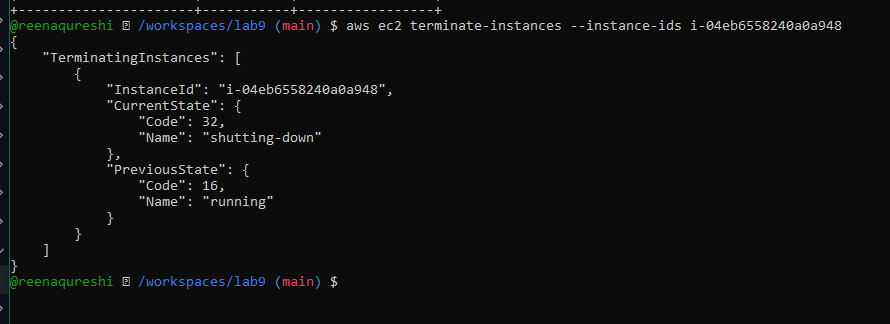 +-----------------------+-----------+-----------------+
@reenaqureshi /workspaces/lab9 (main) $ aws ec2 terminate-instances --instance-ids i-04eb6558240a0a948
{
    "TerminatingInstances": [
        {
            "InstanceId": "i-04eb6558240a0a948",
            "CurrentState": {
                "Code": 32,
                "Name": "shutting-down"
            },
            "PreviousState": {
                "Code": 16,
                "Name": "running"
            }
        }
    ]
}
@reenaqureshi /workspaces/lab9 (main) $